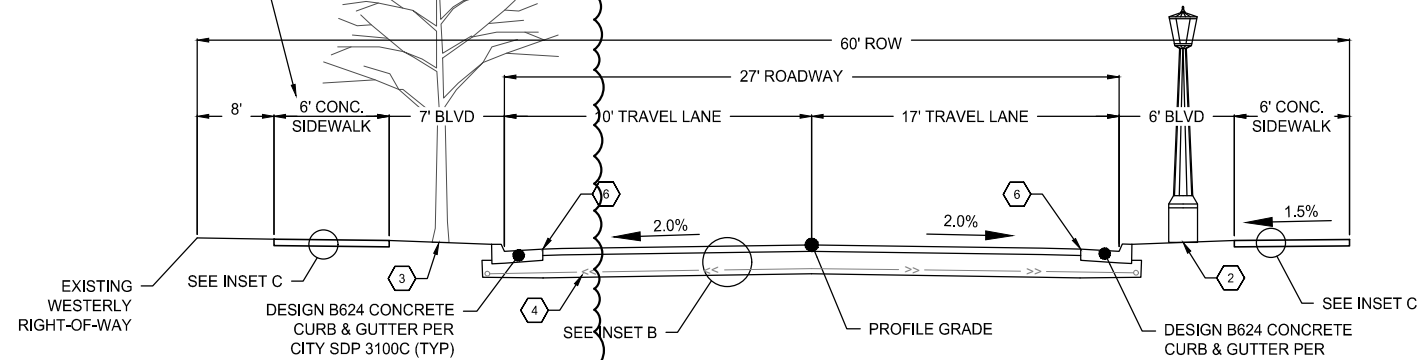 60' ROW
27' ROADWAY
8'
6' CONC.
SIDEWALK
7' BLVD
TRAVEL LANE
17' TRAVEL LANE
6' BLVD
6' CONC.
SIDEWALK
6
6
2.0%
2.0%
1.5%
<<
<<
>>
>>
EXISTING
WESTERLY
RIGHT-OF-WAY
SEE INSET C
3
DESIGN B624 CONCRETE
CURB & GUTTER PER
CITY SDP 3100C (TYP)
4
SEE INSET B
PROFILE GRADE
2
DESIGN B624 CONCRETE
CURB & GUTTER PER
SEE INSET C